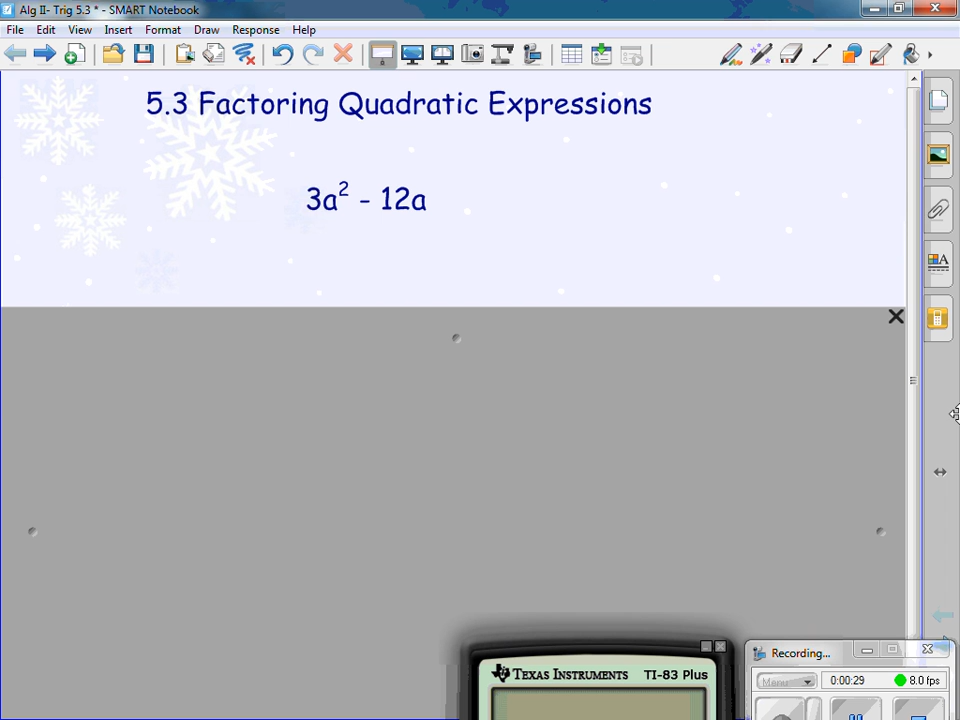 Alg II- Trig 5.3 * - SMART Notebook
File Edit View Insert Format Draw Response Help
5.3 Factoring Quadratic Expressions
3a² - 12a
TEXAS INSTRUMENTS TI-83 Plus
Recording...
Menu 0:00:29 8.0 fps